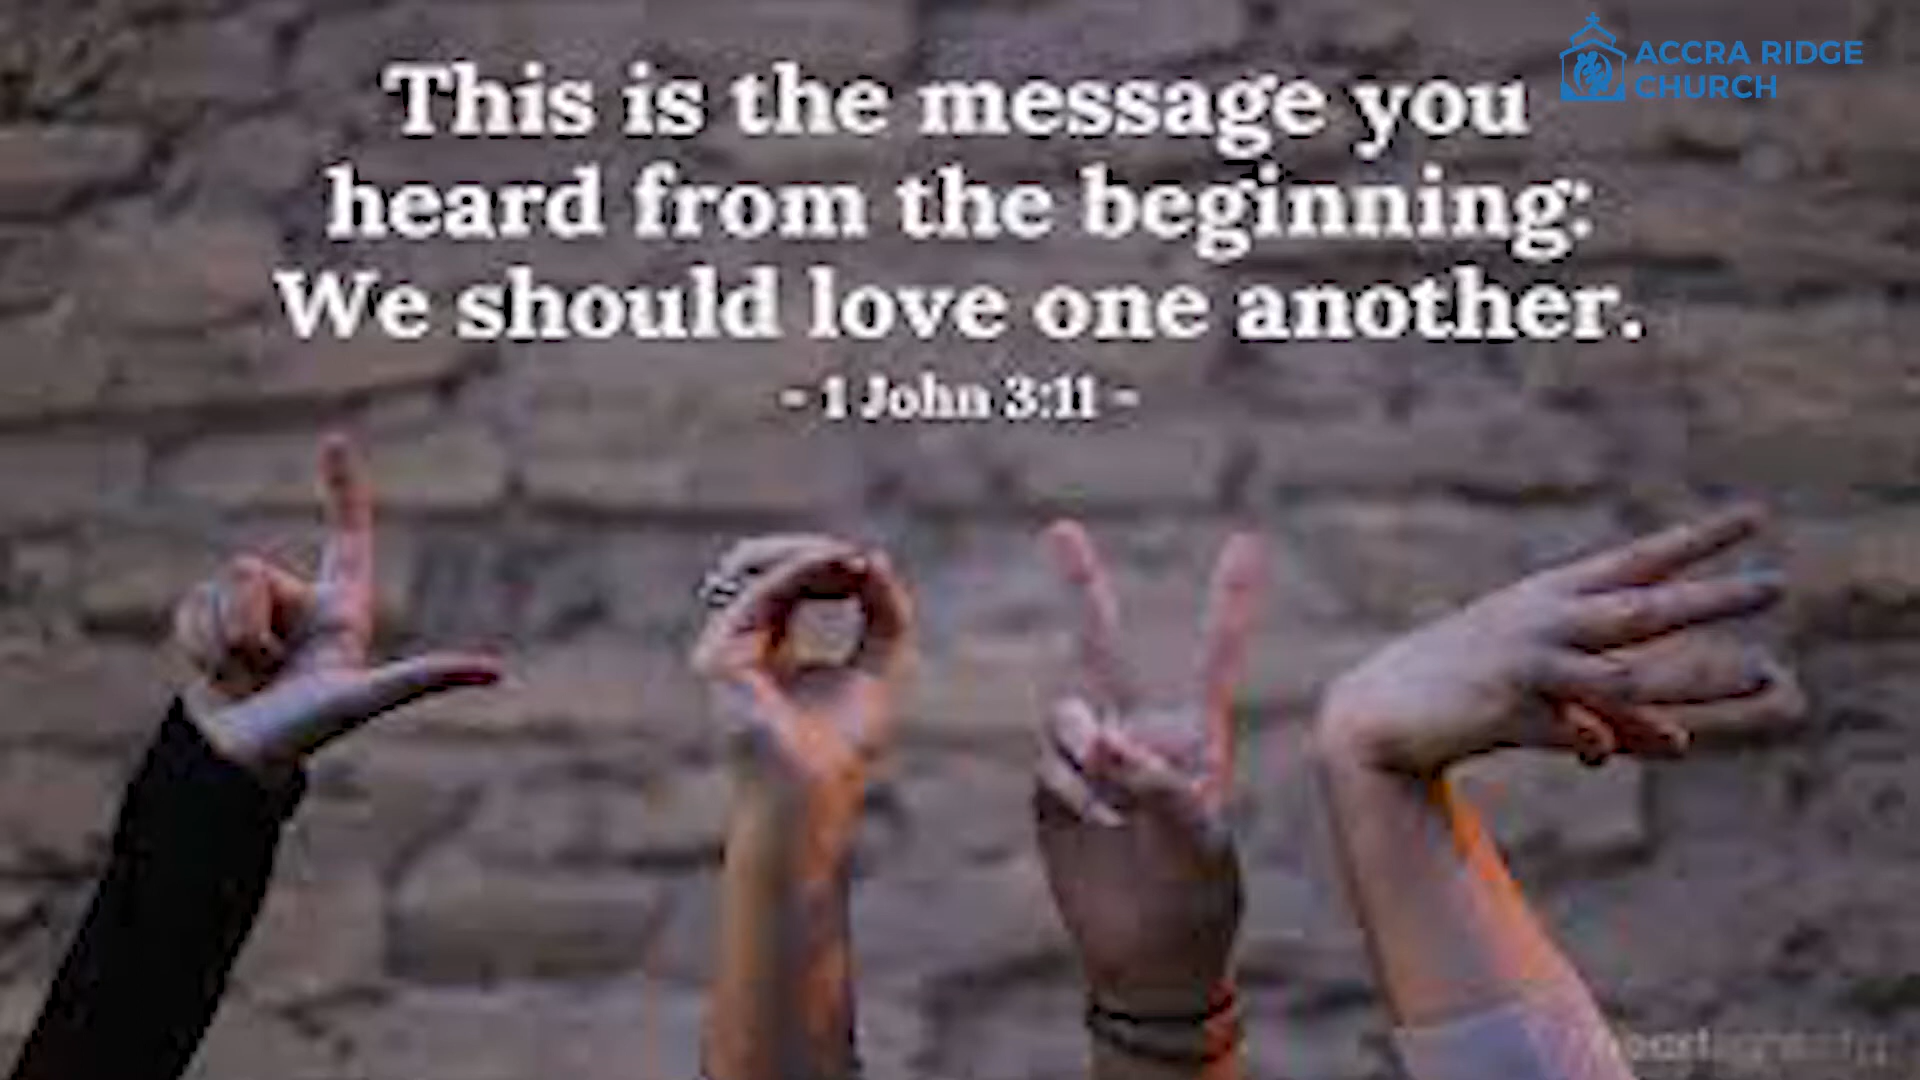 ACCRA RIDGE
CHURCH
This is the message you
heard from the beginning:
We should love one another.
- 1 John 3:11 -